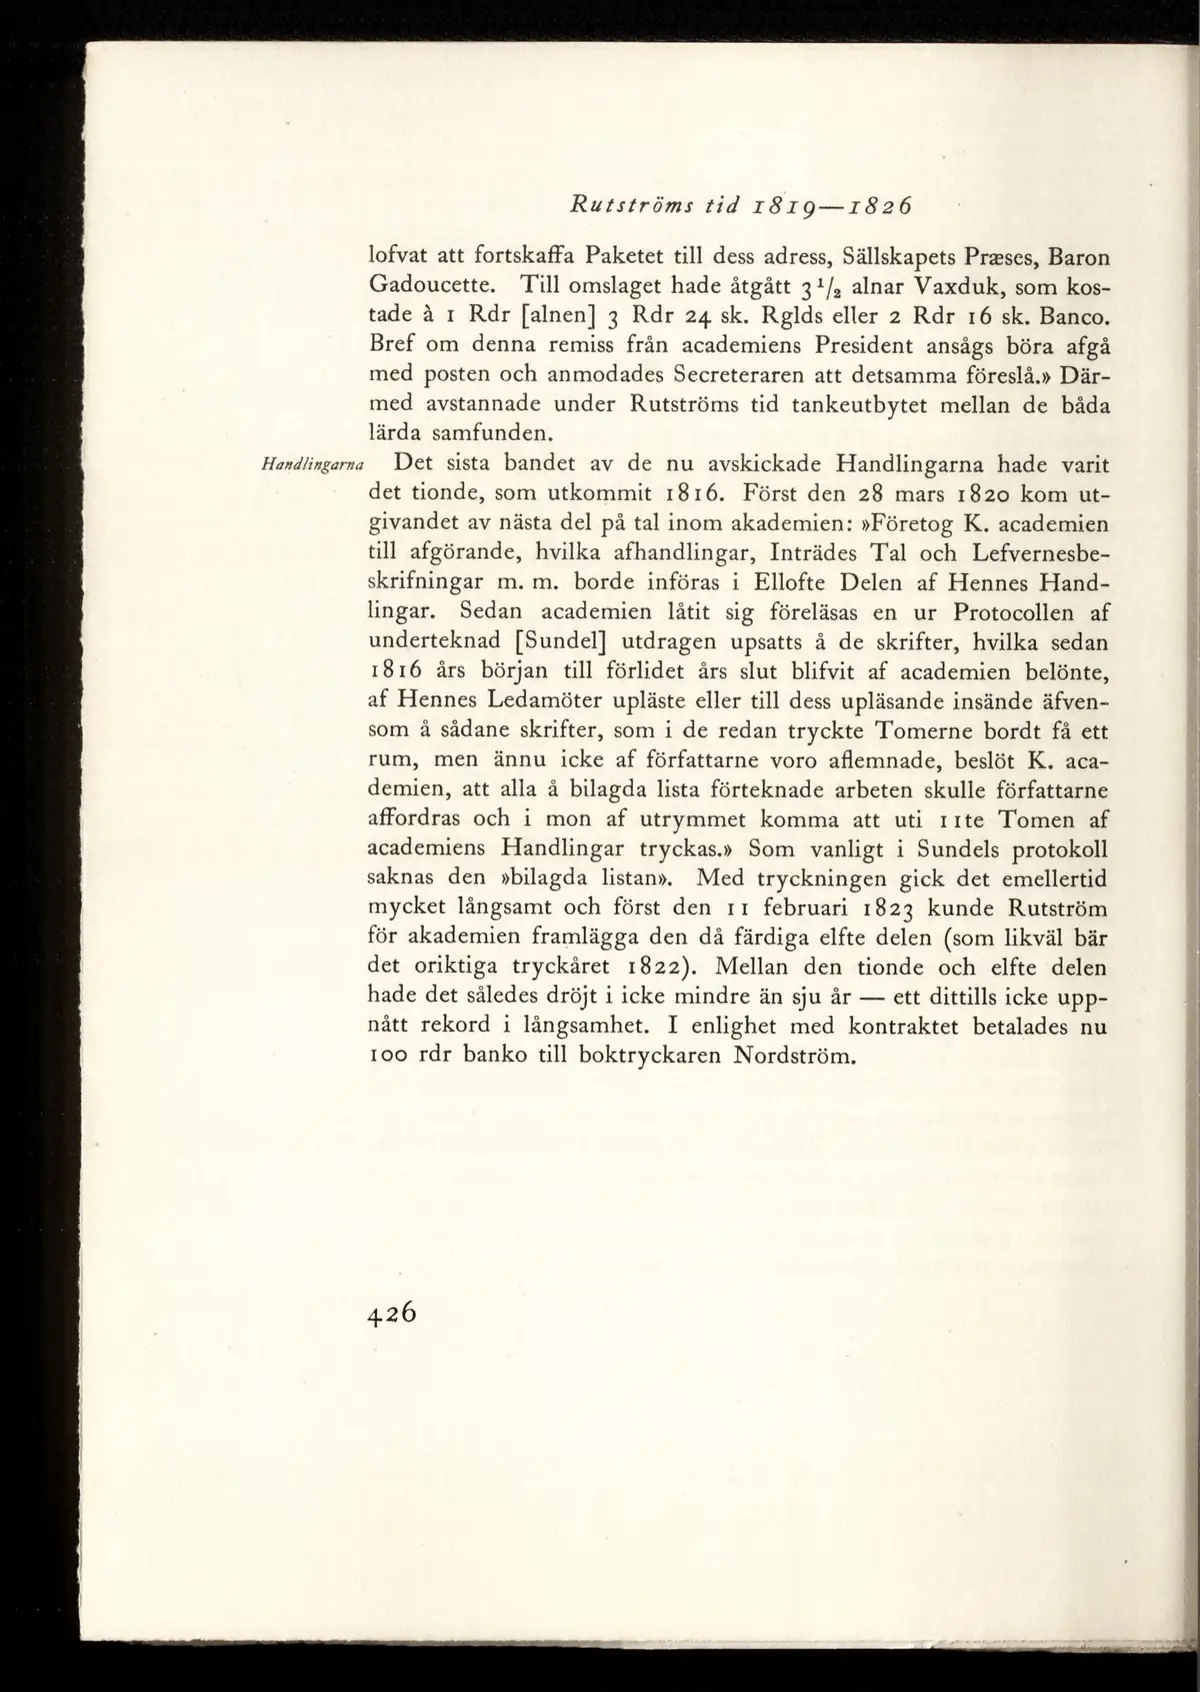 Rutströms tid 1819—1826
lofvat att fortskaffa Paketet till dess adress, Sällskapets Præses, Baron
Gadoucette. Till omslaget hade åtgått 3 1/2 alnar Vaxduk, som kos-
tade à 1 Rdr [alnen] 3 Rdr 24 sk. Rglds eller 2 Rdr 16 sk. Banco.
Bref om denna remiss från academiens President ansågs böra afgå
med posten och anmodades Secreteraren att detsamma föreslå.» Där-
med avstannade under Rutströms tid tankeutbytet mellan de båda
lärda samfunden.
Handlingarna Det sista bandet av de nu avskickade Handlingarna hade varit
det tionde, som utkommit 1816. Först den 28 mars 1820 kom ut-
givandet av nästa del på tal inom akademien: »Företog K. academien
till afgörande, hvilka afhandlingar, Inträdes Tal och Lefvernesbe-
skrifningar m. m. borde införas i Ellofte Delen af Hennes Hand-
lingar. Sedan academien låtit sig föreläsas en ur Protocollen af
underteknad [Sundel] utdragen upsatts å de skrifter, hvilka sedan
1816 års början till förlidet års slut blifvit af academien belönte,
af Hennes Ledamöter upläste eller till dess upläsande insände äfven-
som å sådane skrifter, som i de redan tryckte Tomerne bordt få ett
rum, men ännu icke af författarne voro aflemnade, beslöt K. aca-
demien, att alla å bilagda lista förteknade arbeten skulle författarne
affordras och i mon af utrymmet komma att uti 11te Tomen af
academiens Handlingar tryckas.» Som vanligt i Sundels protokoll
saknas den »bilagda listan». Med tryckningen gick det emellertid
mycket långsamt och först den 11 februari 1823 kunde Rutström
för akademien framlägga den då färdiga elfte delen (som likväl bär
det oriktiga tryckåret 1822). Mellan den tionde och elfte delen
hade det således dröjt i icke mindre än sju år — ett dittills icke upp-
nått rekord i långsamhet. I enlighet med kontraktet betalades nu
100 rdr banko till boktryckaren Nordström.
426